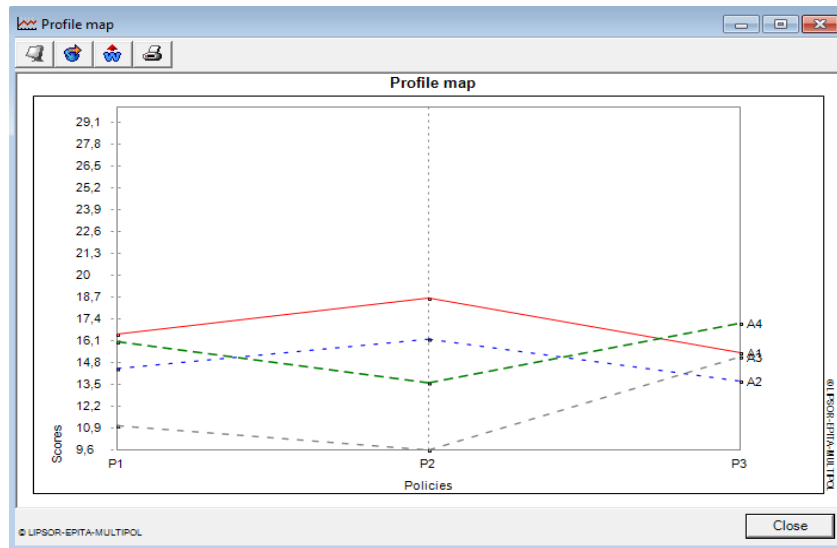 Profile map
Profile map
29,1
27,8
26,5
25,2
23,9
22,6
21,3
20
18,7
17,4
16,1
14,8
13,5
12,2
10,9
9,6
Scores
A4
A1
A3
A2
P1
P2
P3
Policies
© LIPSOR-EPITA-MULTIPOL
© LIPSOR-EPITA-MULTIPOL
Close